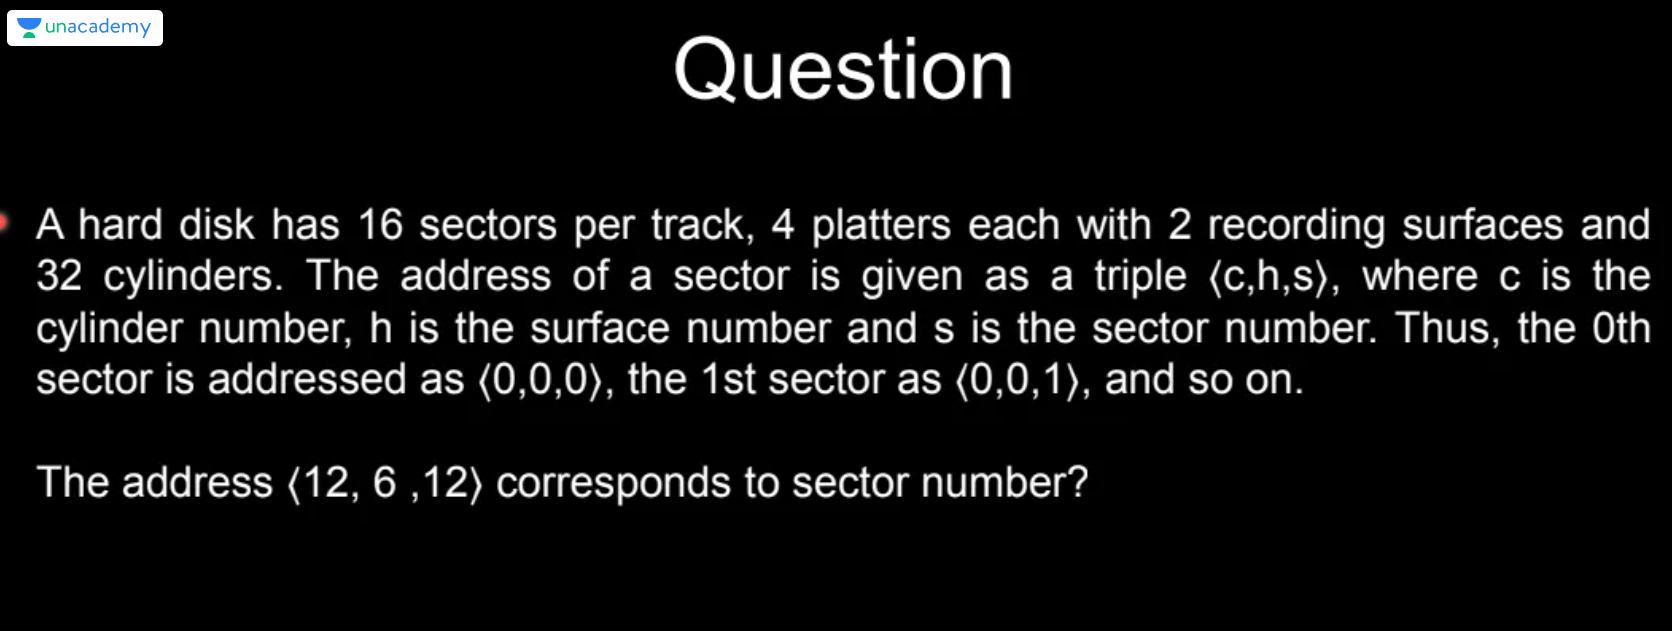 unacademy
Question
A hard disk has 16 sectors per track, 4 platters each with 2 recording surfaces and
32 cylinders. The address of a sector is given as a triple ⟨c,h,s⟩, where c is the
cylinder number, h is the surface number and s is the sector number. Thus, the 0th
sector is addressed as ⟨0,0,0⟩, the 1st sector as ⟨0,0,1⟩, and so on.
The address ⟨12, 6 ,12⟩ corresponds to sector number?